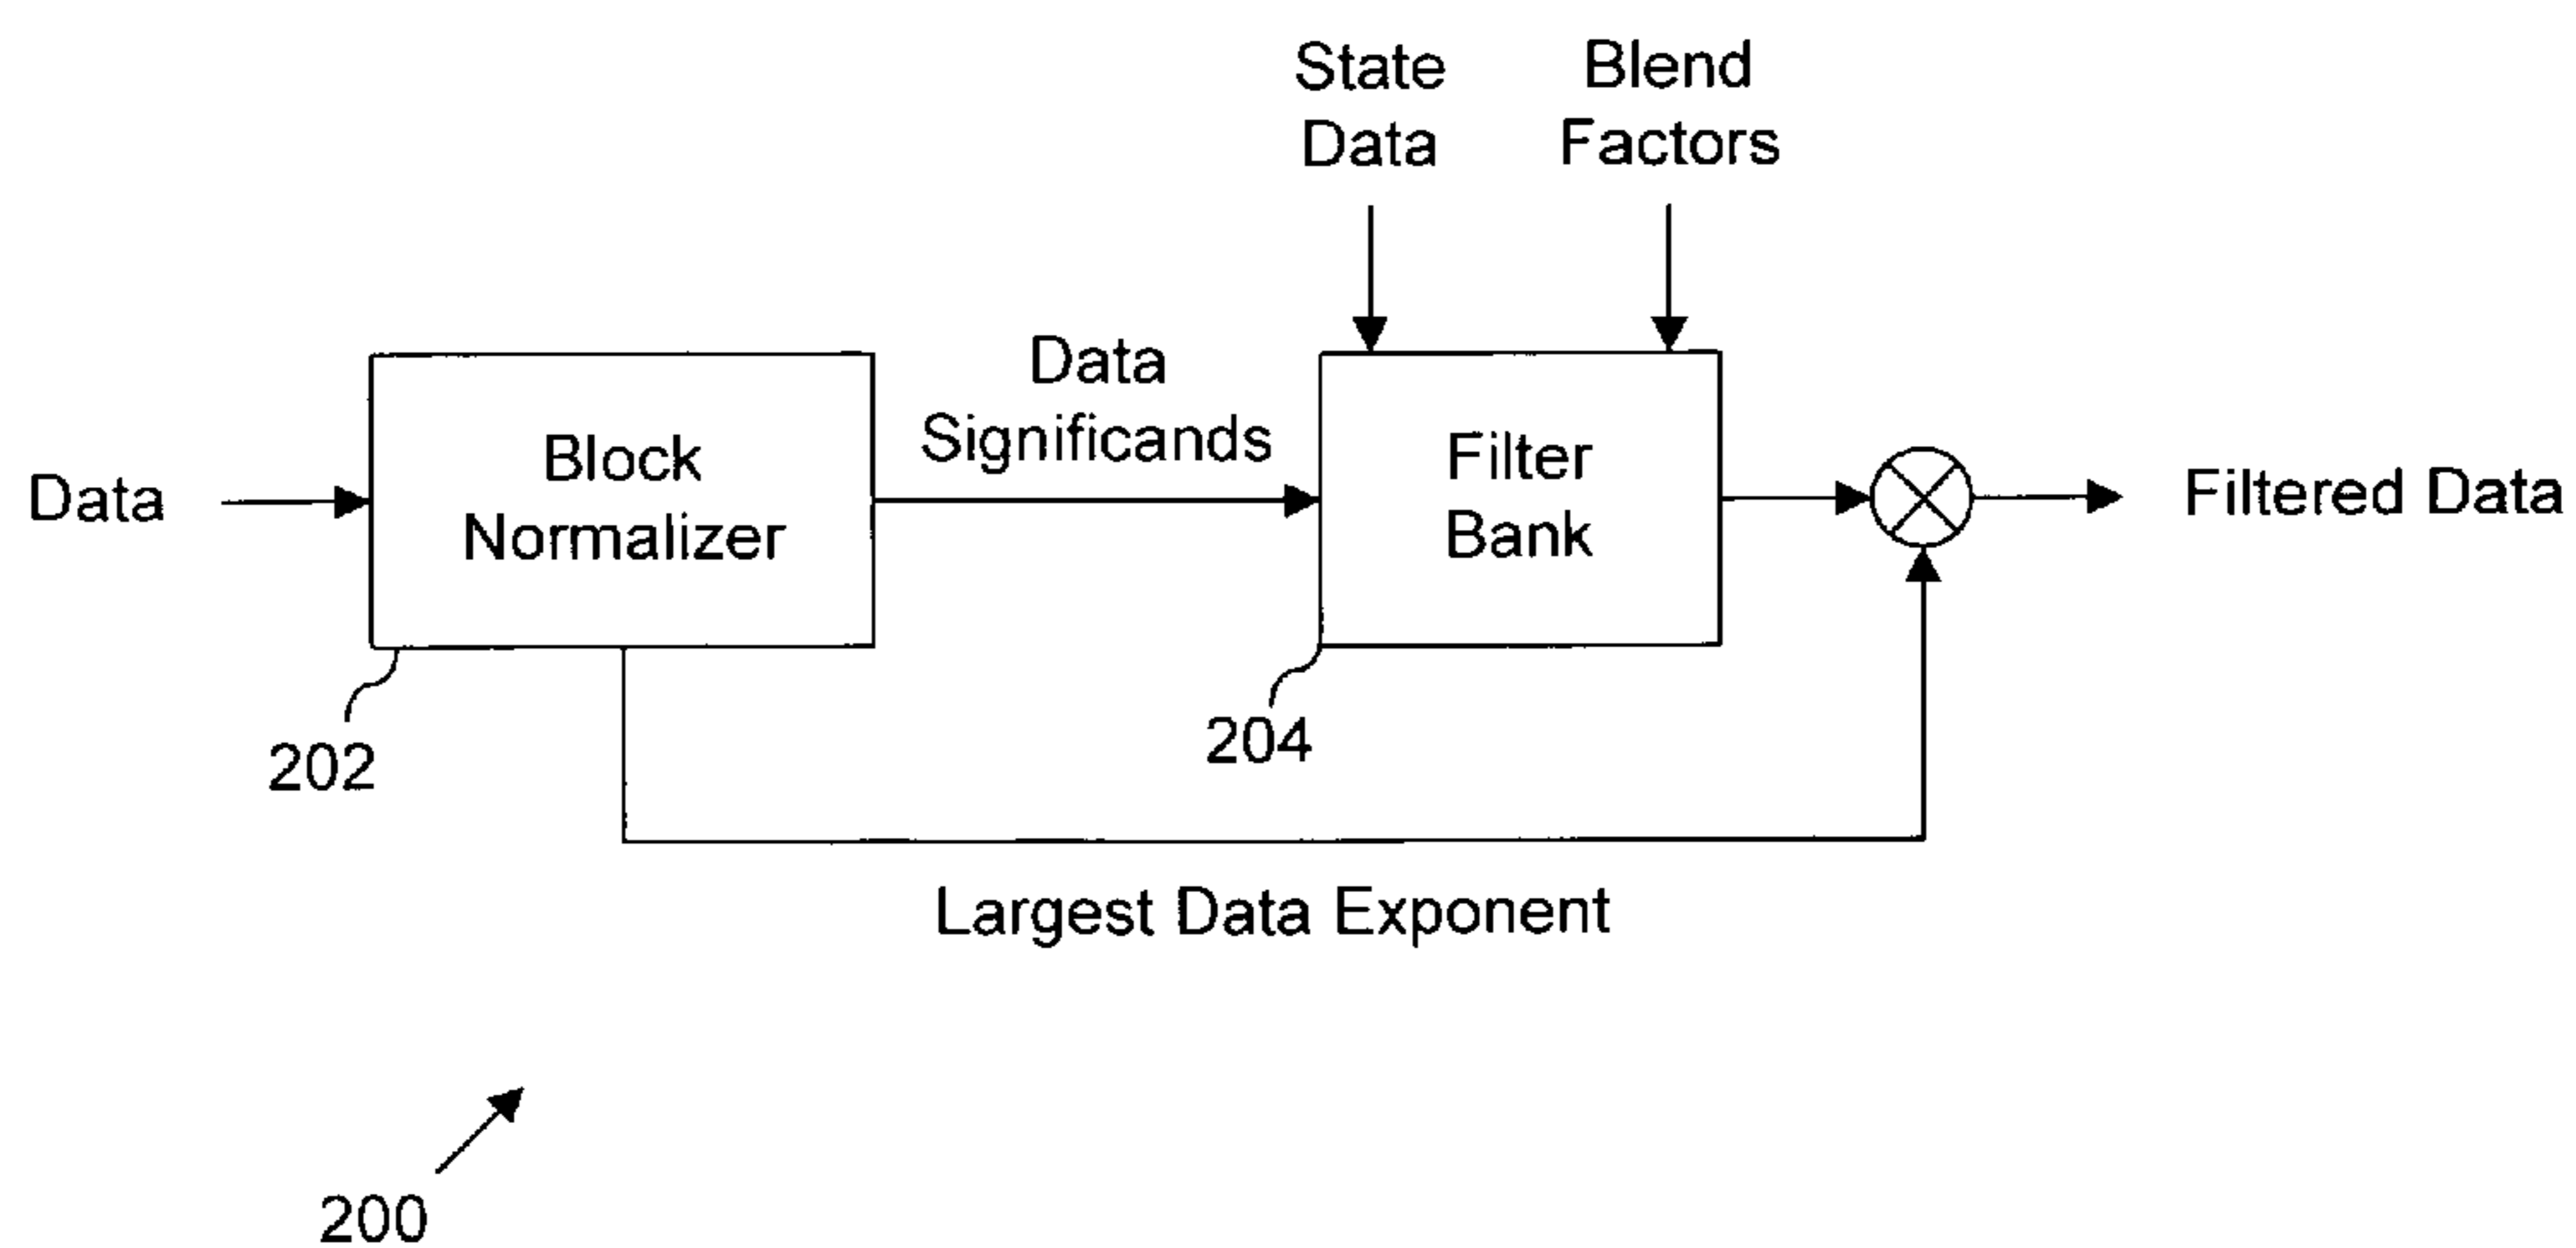 State
Data
Blend
Factors
Data
Block
Normalizer
Data
Significands
Filter
Bank
Filtered Data
202
204
Largest Data Exponent
200